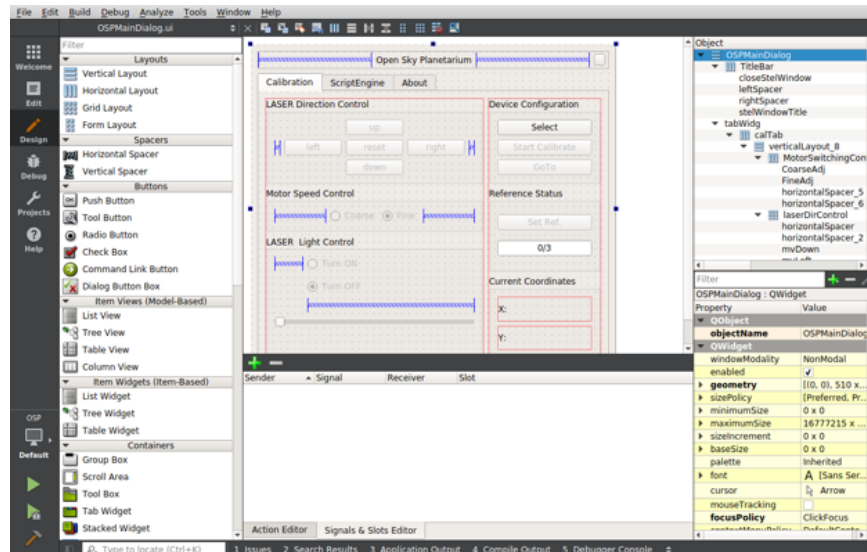 File Edit Build Debug Analyze Tools Window Help
OSPMainDialog.ui
Welcome
Edit
Design
Debug
Projects
Help
OSP
Default
Filter
Layouts
Vertical Layout
Horizontal Layout
Grid Layout
Form Layout
Spacers
Horizontal Spacer
Vertical Spacer
Buttons
Push Button
Tool Button
Radio Button
Check Box
Command Link Button
Dialog Button Box
Item Views (Model-Based)
List View
Tree View
Table View
Column View
Item Widgets (Item-Based)
List Widget
Tree Widget
Table Widget
Containers
Group Box
Scroll Area
Tool Box
Tab Widget
Stacked Widget
Open Sky Planetarium
Calibration ScriptEngine About
LASER Direction Control
up
left reset right
down
Motor Speed Control
Coarse Fine
LASER Light Control
Turn ON
Turn OFF
Device Configuration
Select
Start Calibrate
GoTo
Reference Status
Set Ref.
0/3
Current Coordinates
X:
Y:
Sender Signal Receiver Slot
Action Editor Signals & Slots Editor
Object
OSPMainDialog
TitleBar
closeStelWindow
leftSpacer
rightSpacer
stelWindowTitle
tabWidg
calTab
verticalLayout_8
MotorSwitchingCon
CoarseAdj
FineAdj
horizontalSpacer_5
horizontalSpacer_6
laserDirControl
horizontalSpacer
horizontalSpacer_2
mvDown
mvLeft
Filter
OSPMainDialog : QWidget
Property Value
QObject
objectName OSPMainDialog
QWidget
windowModality NonModal
enabled
geometry [(0, 0), 510 x...
sizePolicy [Preferred, Pr...
minimumSize 0 x 0
maximumSize 16777215 x ...
sizeIncrement 0 x 0
baseSize 0 x 0
palette Inherited
font A [Sans Ser...
cursor Arrow
mouseTracking
focusPolicy ClickFocus
contextMenuPolicy DefaultConte
Type to locate (Ctrl+K) 1 Issues 2 Search Results 3 Application Output 4 Compile Output 5 Debugger Console